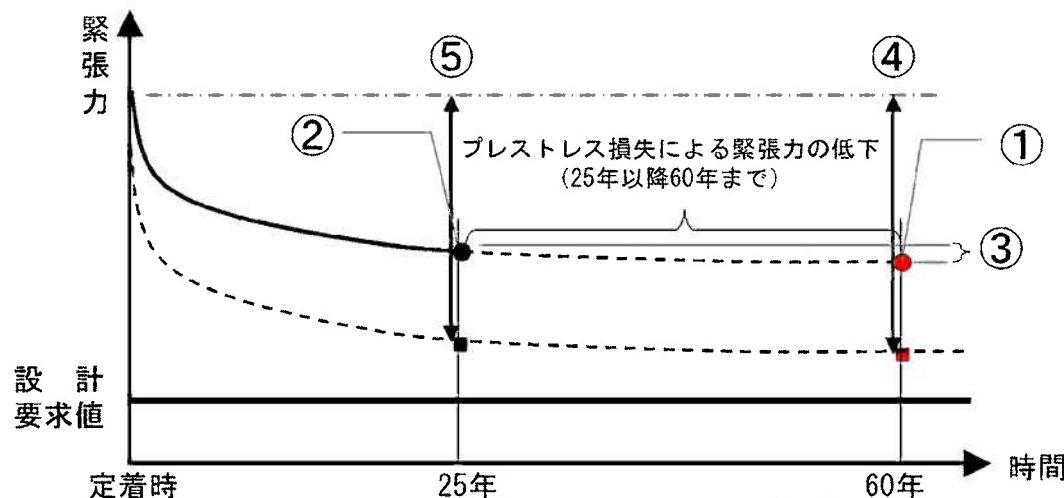 緊張力
⑤
④
②
プレストレス損失による緊張力の低下
(25年以降60年まで)
①
③
設 計
要求値
定着時
25年
60年
時間